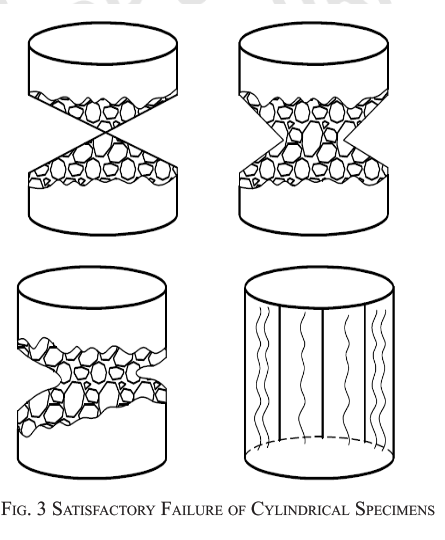 FIG. 3 SATISFACTORY FAILURE OF CYLINDRICAL SPECIMENS